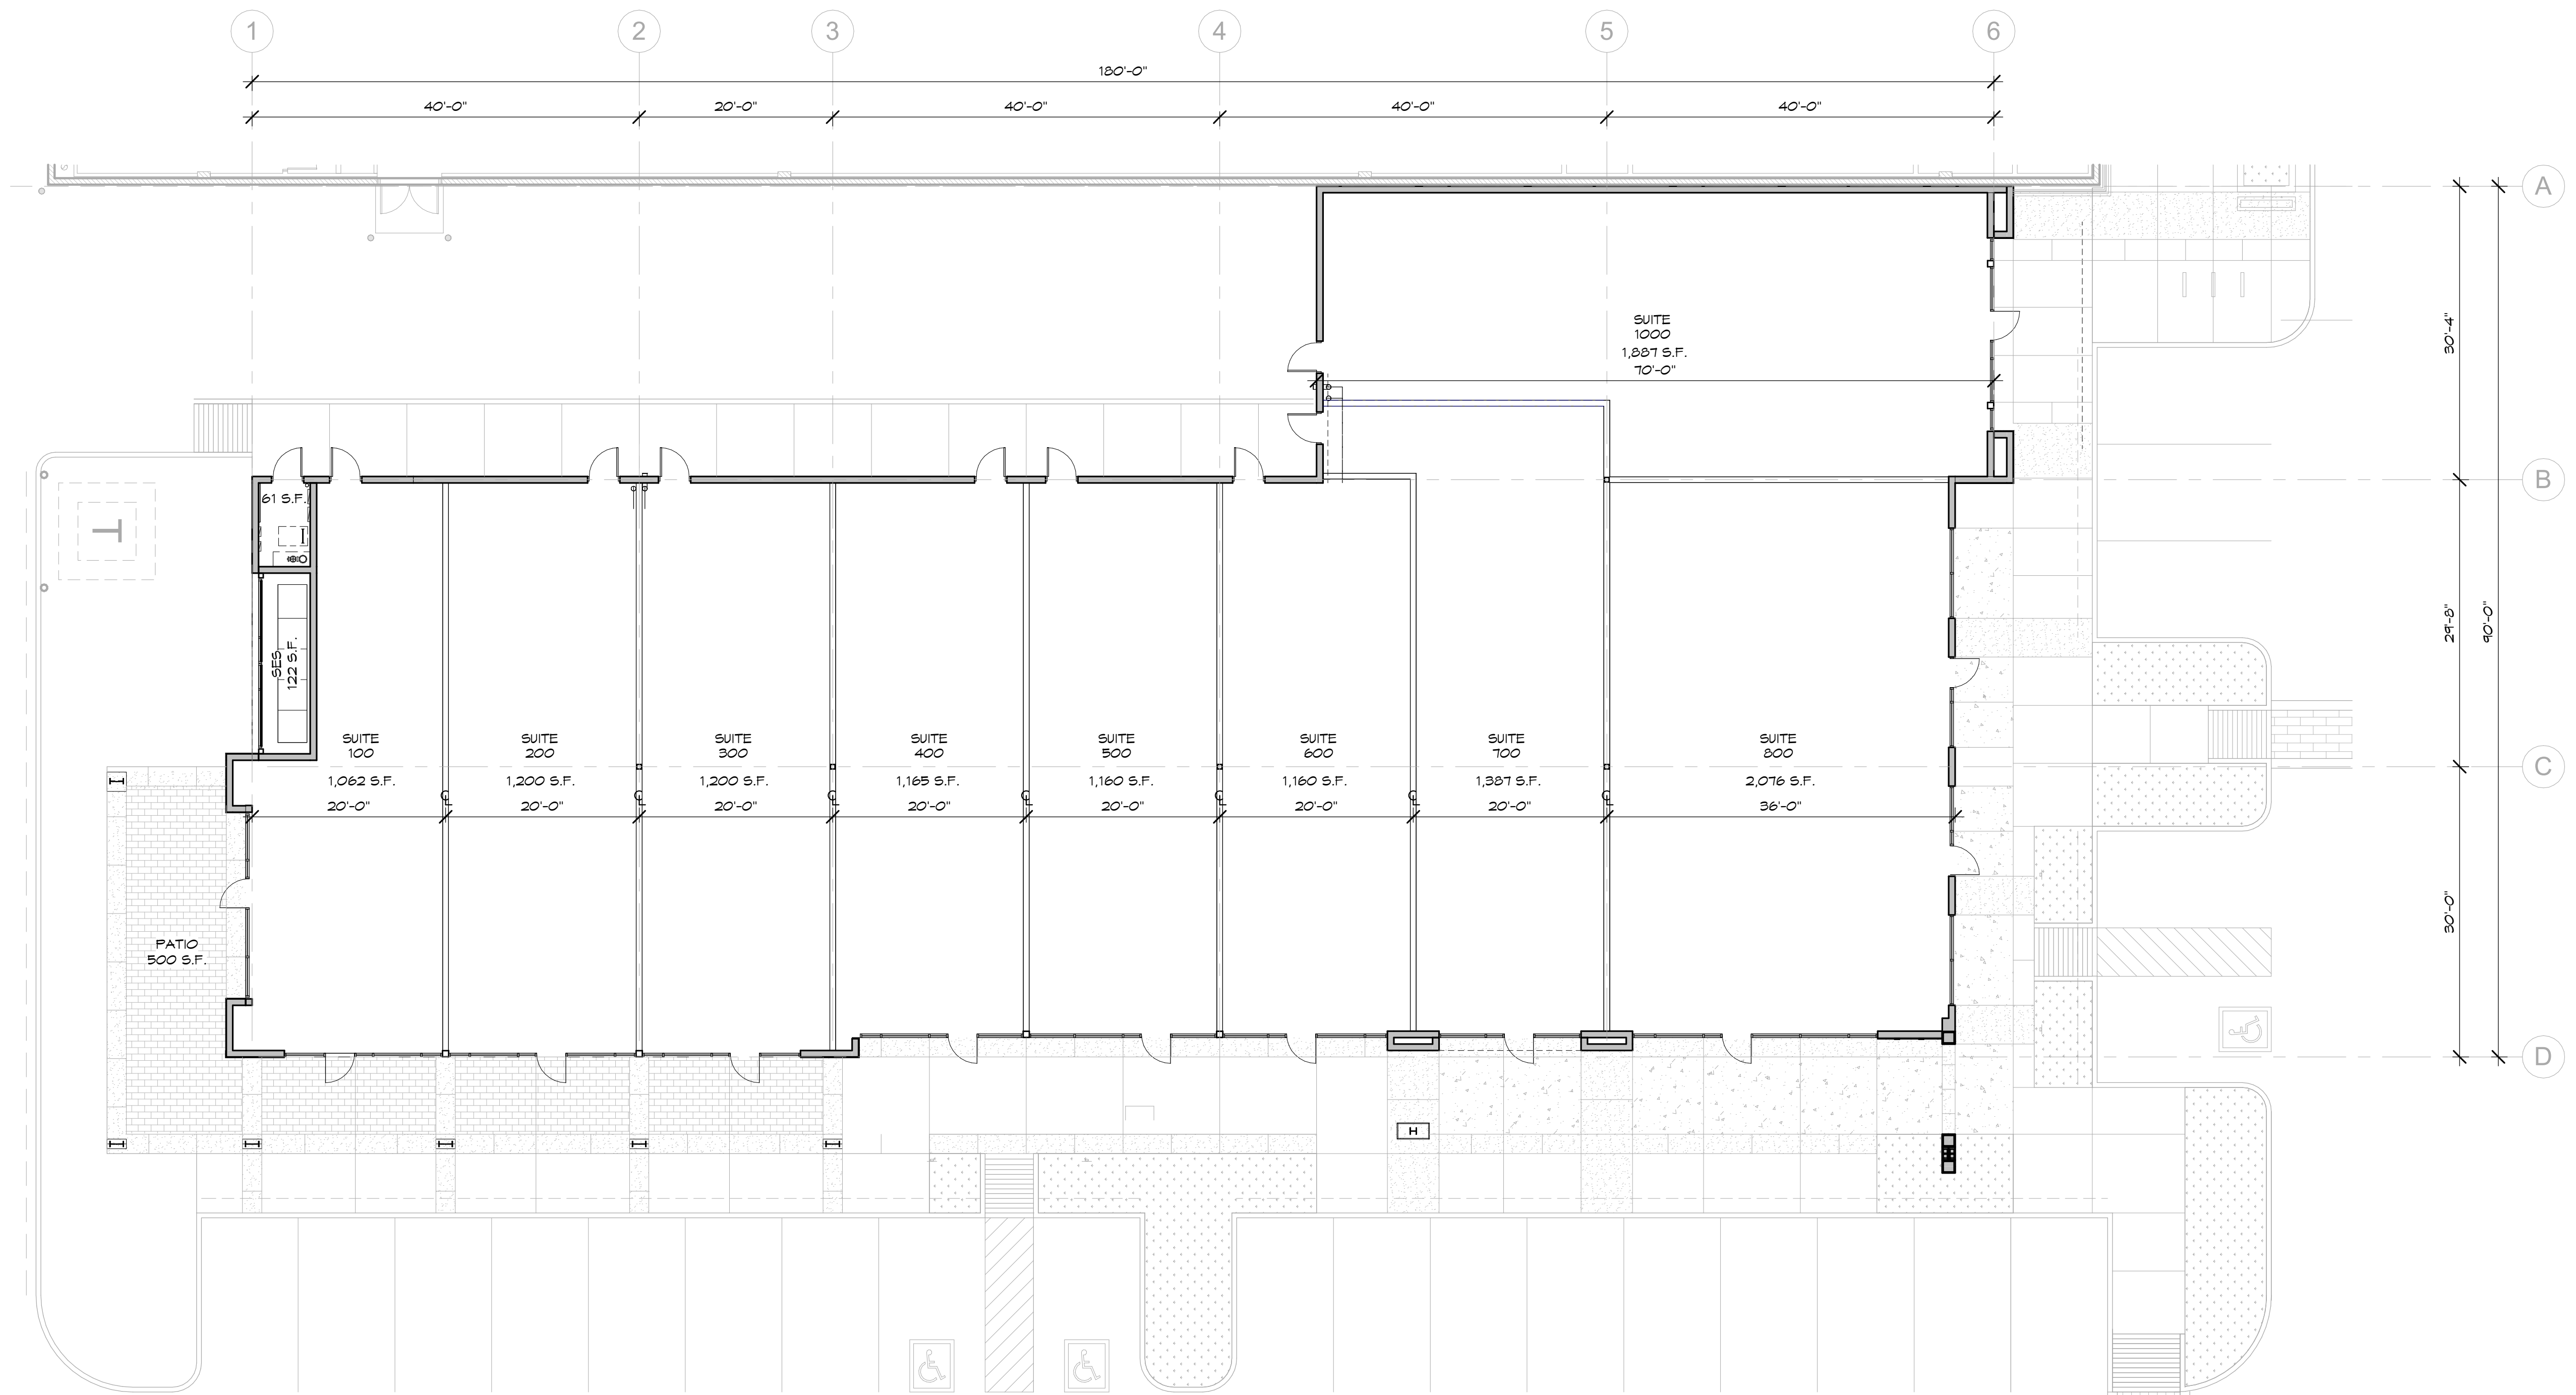 1 2 3 4 5 6
180'-0"
40'-0" 20'-0" 40'-0" 40'-0" 40'-0"
A
SUITE
1000
1,887 S.F.
70'-0"
30'-4"
B
61 S.F.
T
SES
122 S.F.
29'-8"
90'-0"
SUITE
100
1,062 S.F.
20'-0"
SUITE
200
1,200 S.F.
20'-0"
SUITE
300
1,200 S.F.
20'-0"
SUITE
400
1,165 S.F.
20'-0"
SUITE
500
1,160 S.F.
20'-0"
SUITE
600
1,160 S.F.
20'-0"
SUITE
700
1,387 S.F.
20'-0"
SUITE
800
2,076 S.F.
36'-0"
C
PATIO
500 S.F.
30'-0"
D
H